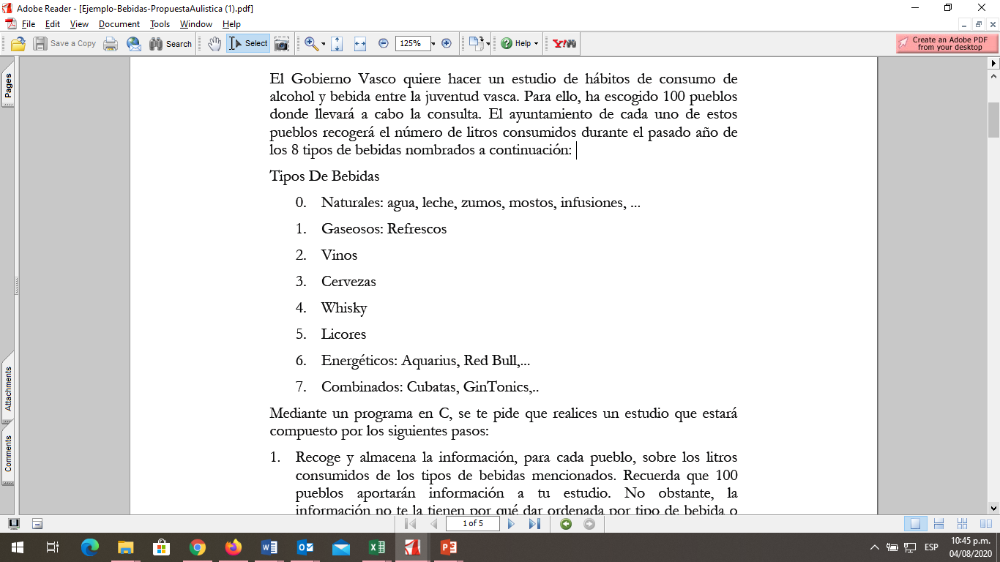 Adobe Reader - [Ejemplo-Bebidas-PropuestaAulistica (1).pdf]
File Edit View Document Tools Window Help
Save a Copy Search Select 125% Help Y!
Create an Adobe PDF
from your desktop
Pages
Attachments
Comments
El Gobierno Vasco quiere hacer un estudio de hábitos de consumo de
alcohol y bebida entre la juventud vasca. Para ello, ha escogido 100 pueblos
donde llevará a cabo la consulta. El ayuntamiento de cada uno de estos
pueblos recogerá el número de litros consumidos durante el pasado año de
los 8 tipos de bebidas nombrados a continuación:
Tipos De Bebidas
0. Naturales: agua, leche, zumos, mostos, infusiones, ...
1. Gaseosos: Refrescos
2. Vinos
3. Cervezas
4. Whisky
5. Licores
6. Energéticos: Aquarius, Red Bull,...
7. Combinados: Cubatas, GinTonics,..
Mediante un programa en C, se te pide que realices un estudio que estará
compuesto por los siguientes pasos:
1. Recoge y almacena la información, para cada pueblo, sobre los litros
consumidos de los tipos de bebidas mencionados. Recuerda que 100
pueblos aportarán información a tu estudio. No obstante, la
información no te la tienen por qué dar ordenada por tipo de bebida o
1 of 5
ESP
10:45 p.m.
04/08/2020